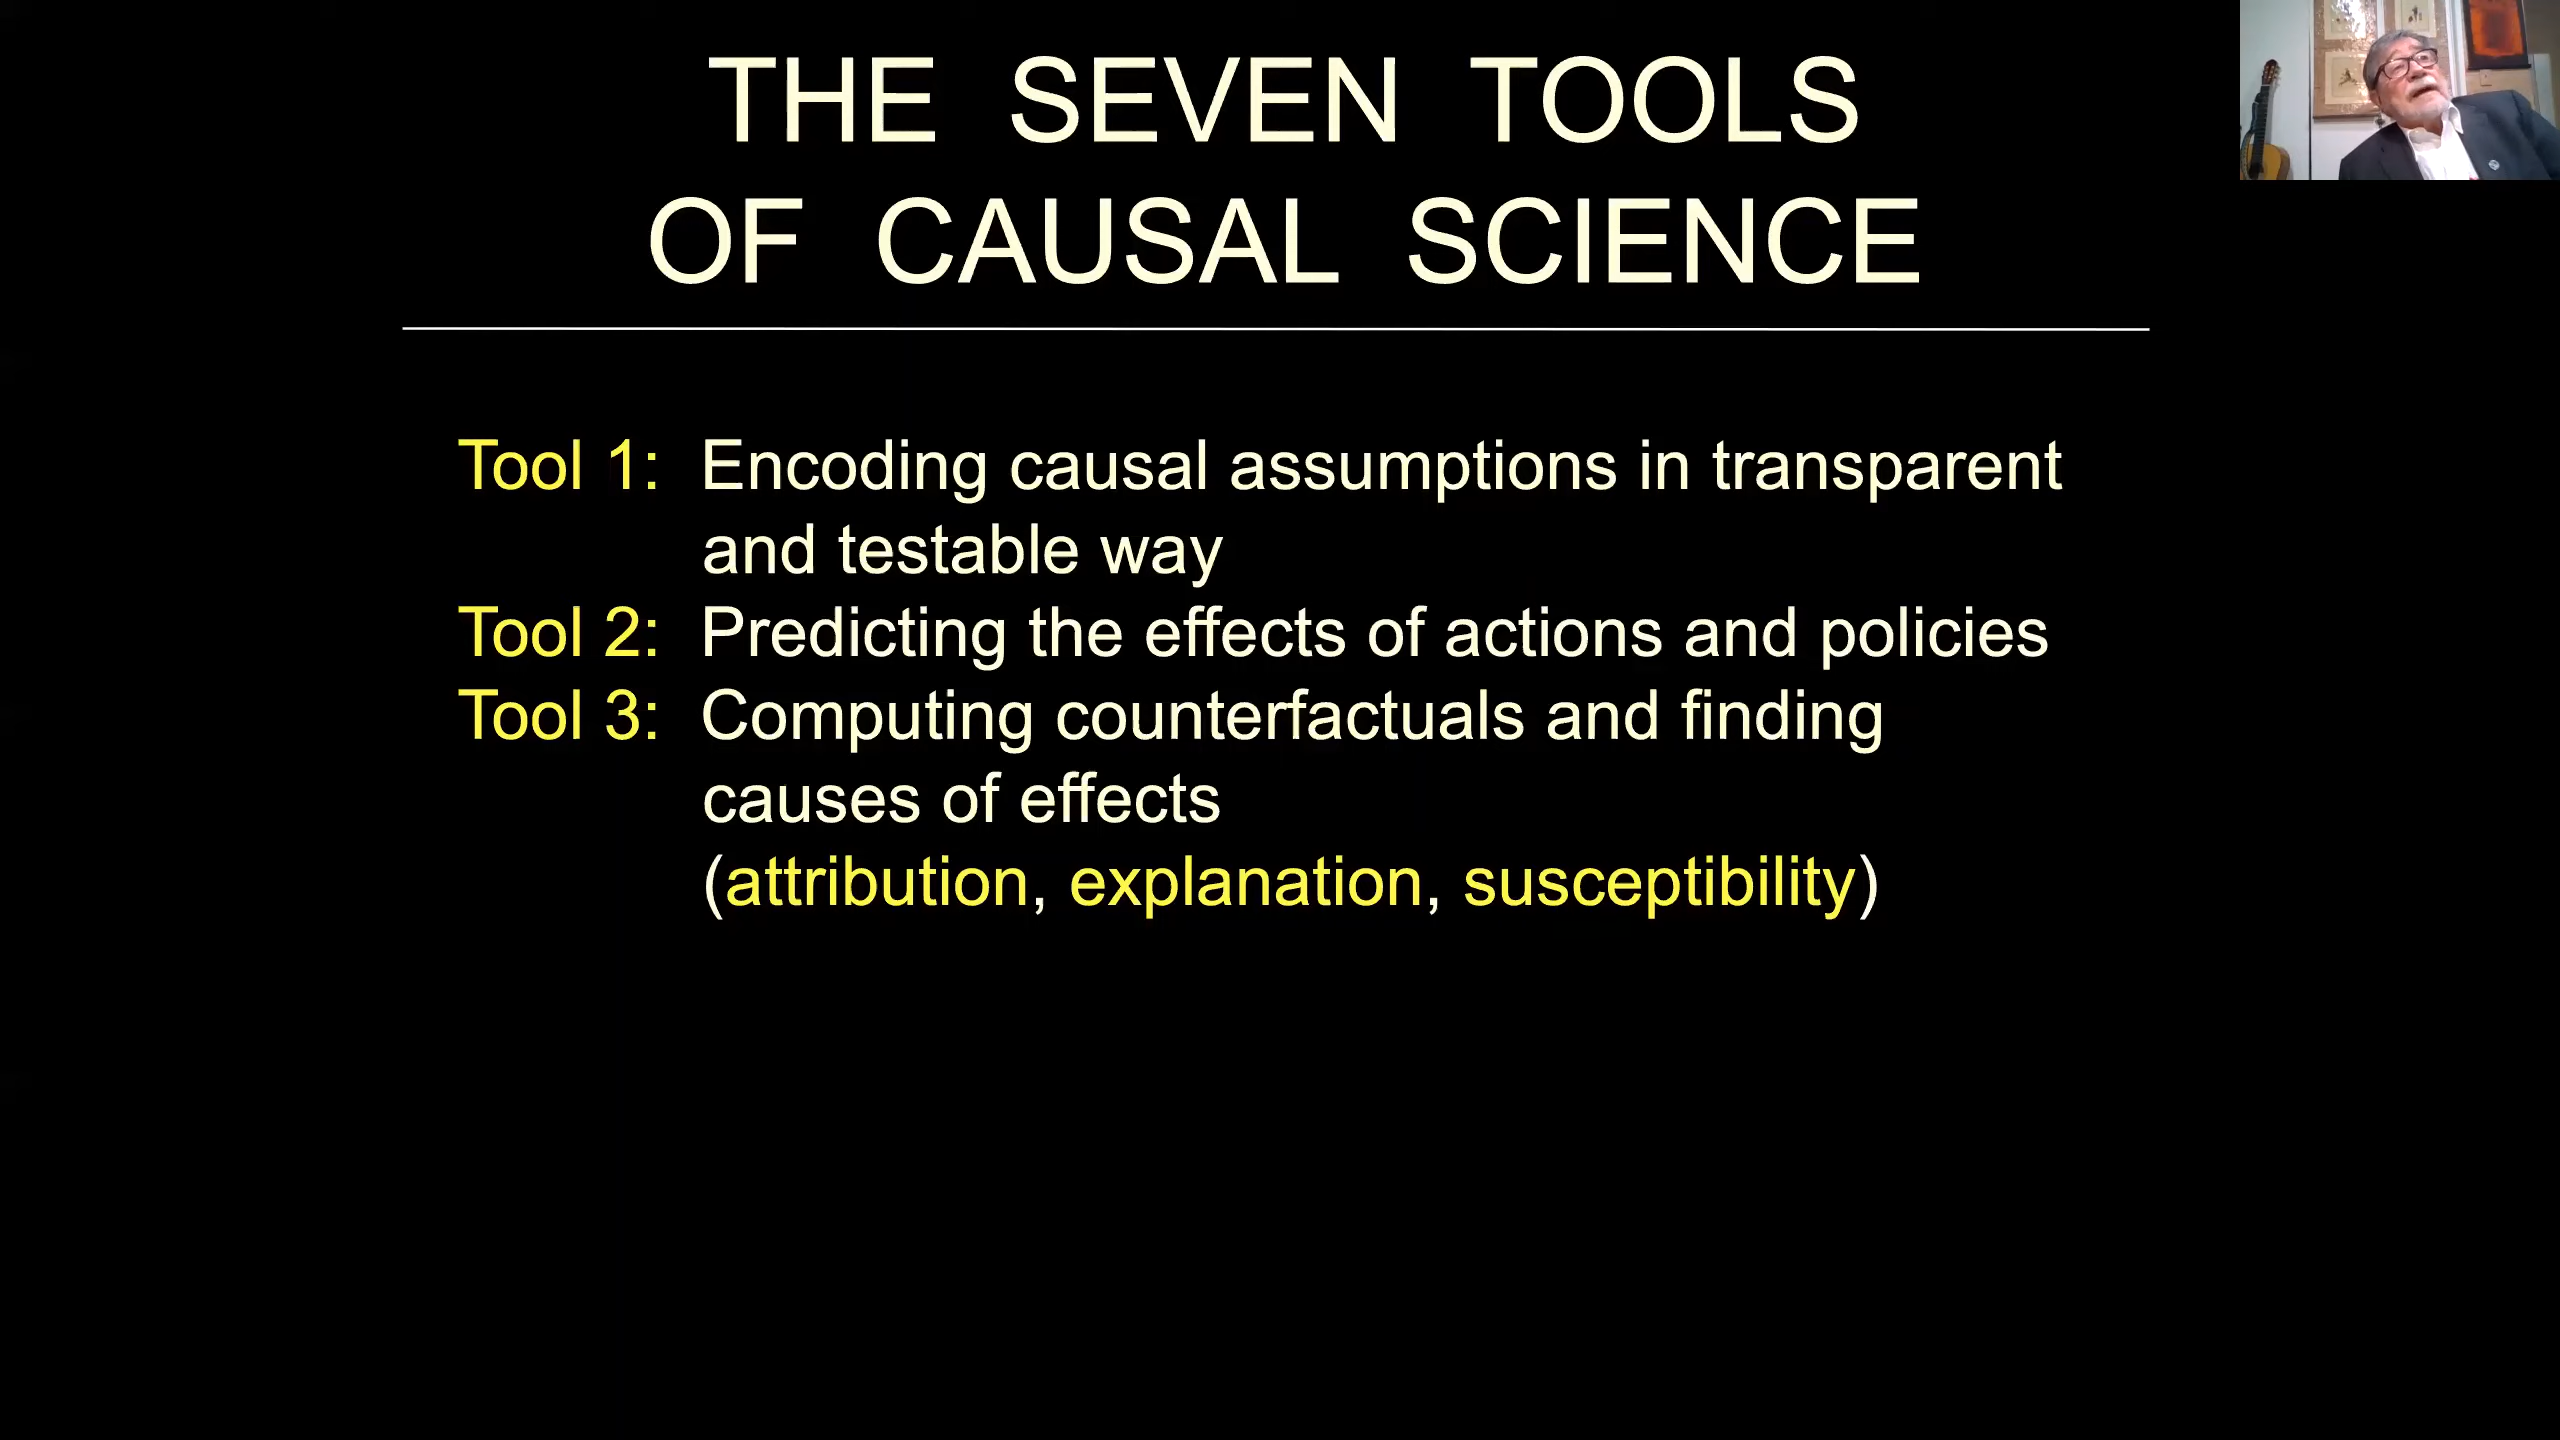 THE SEVEN TOOLS
OF CAUSAL SCIENCE
Tool 1: Encoding causal assumptions in transparent
and testable way
Tool 2: Predicting the effects of actions and policies
Tool 3: Computing counterfactuals and finding
causes of effects
(attribution, explanation, susceptibility)